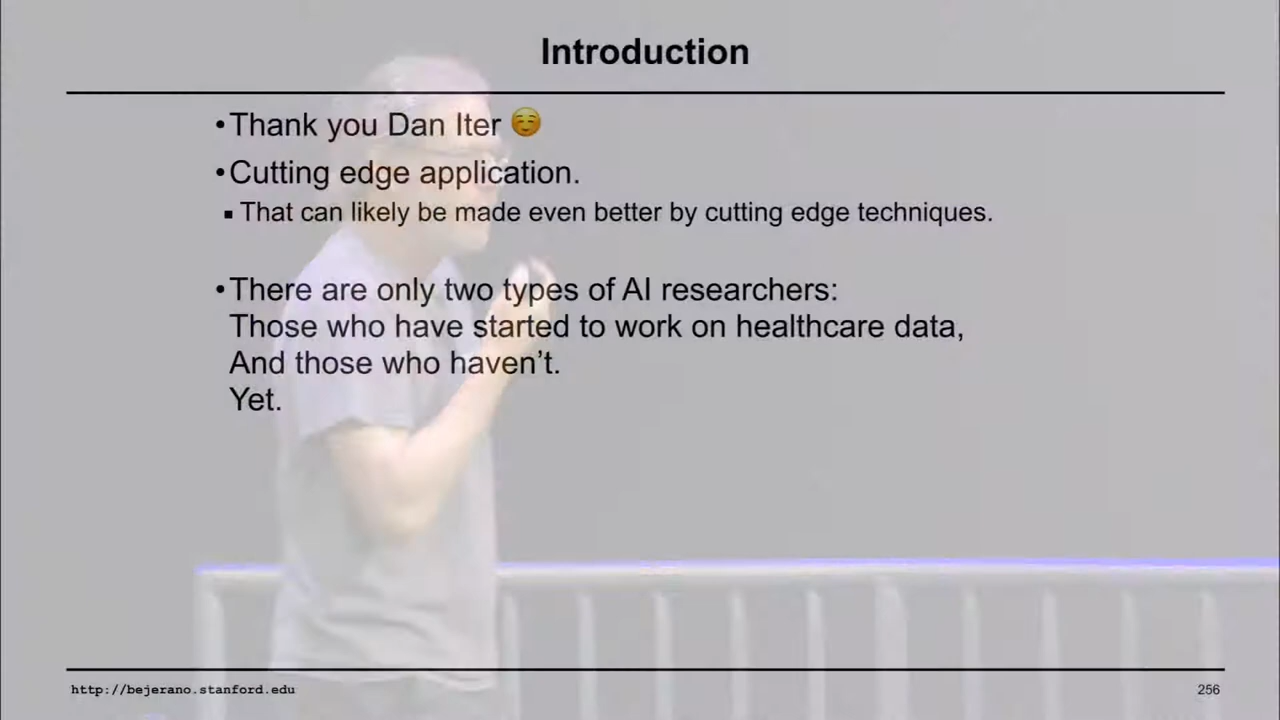 Introduction
•Thank you Dan Iter ☺️
•Cutting edge application.
▪ That can likely be made even better by cutting edge techniques.
•There are only two types of AI researchers:
Those who have started to work on healthcare data,
And those who haven’t.
Yet.
http://bejerano.stanford.edu
256